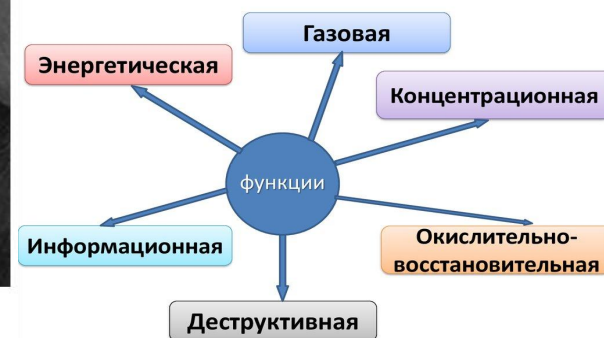 Газовая
Энергетическая
Концентрационная
функции
Информационная
Окислительно-
восстановительная
Деструктивная